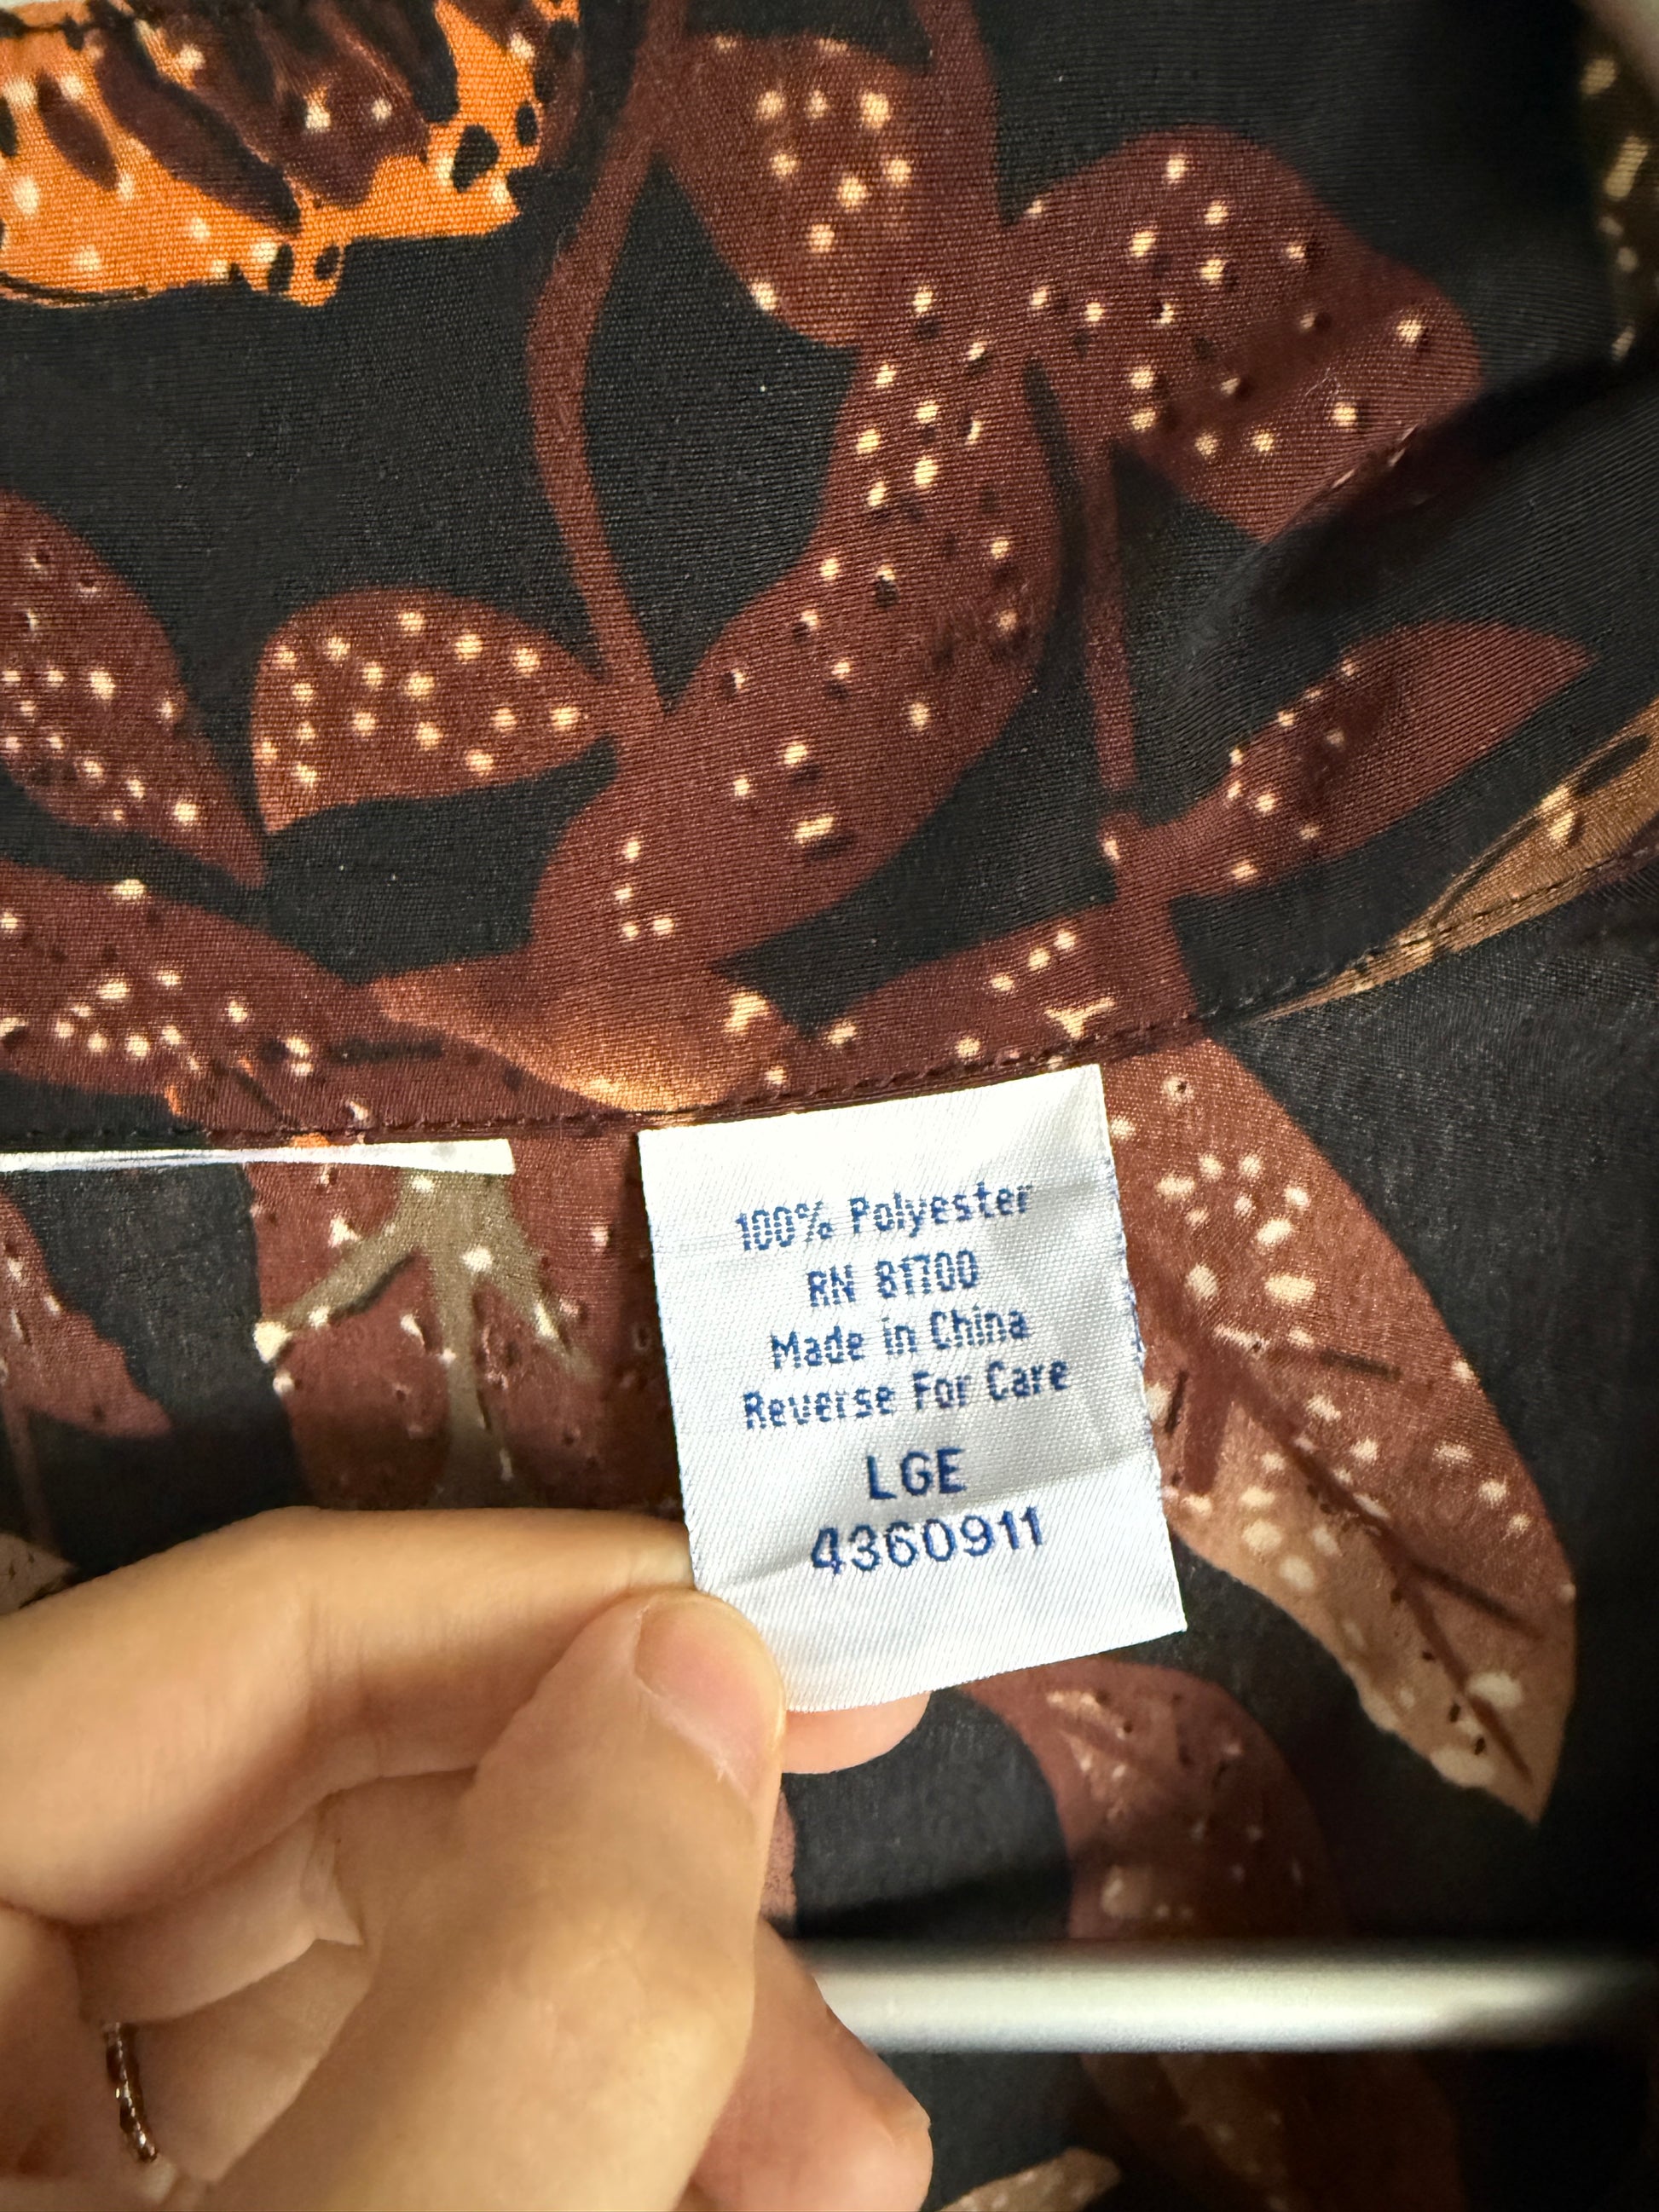 100% Polyester
RN 81700
Made in China
Reverse For Care
LGE
4360911